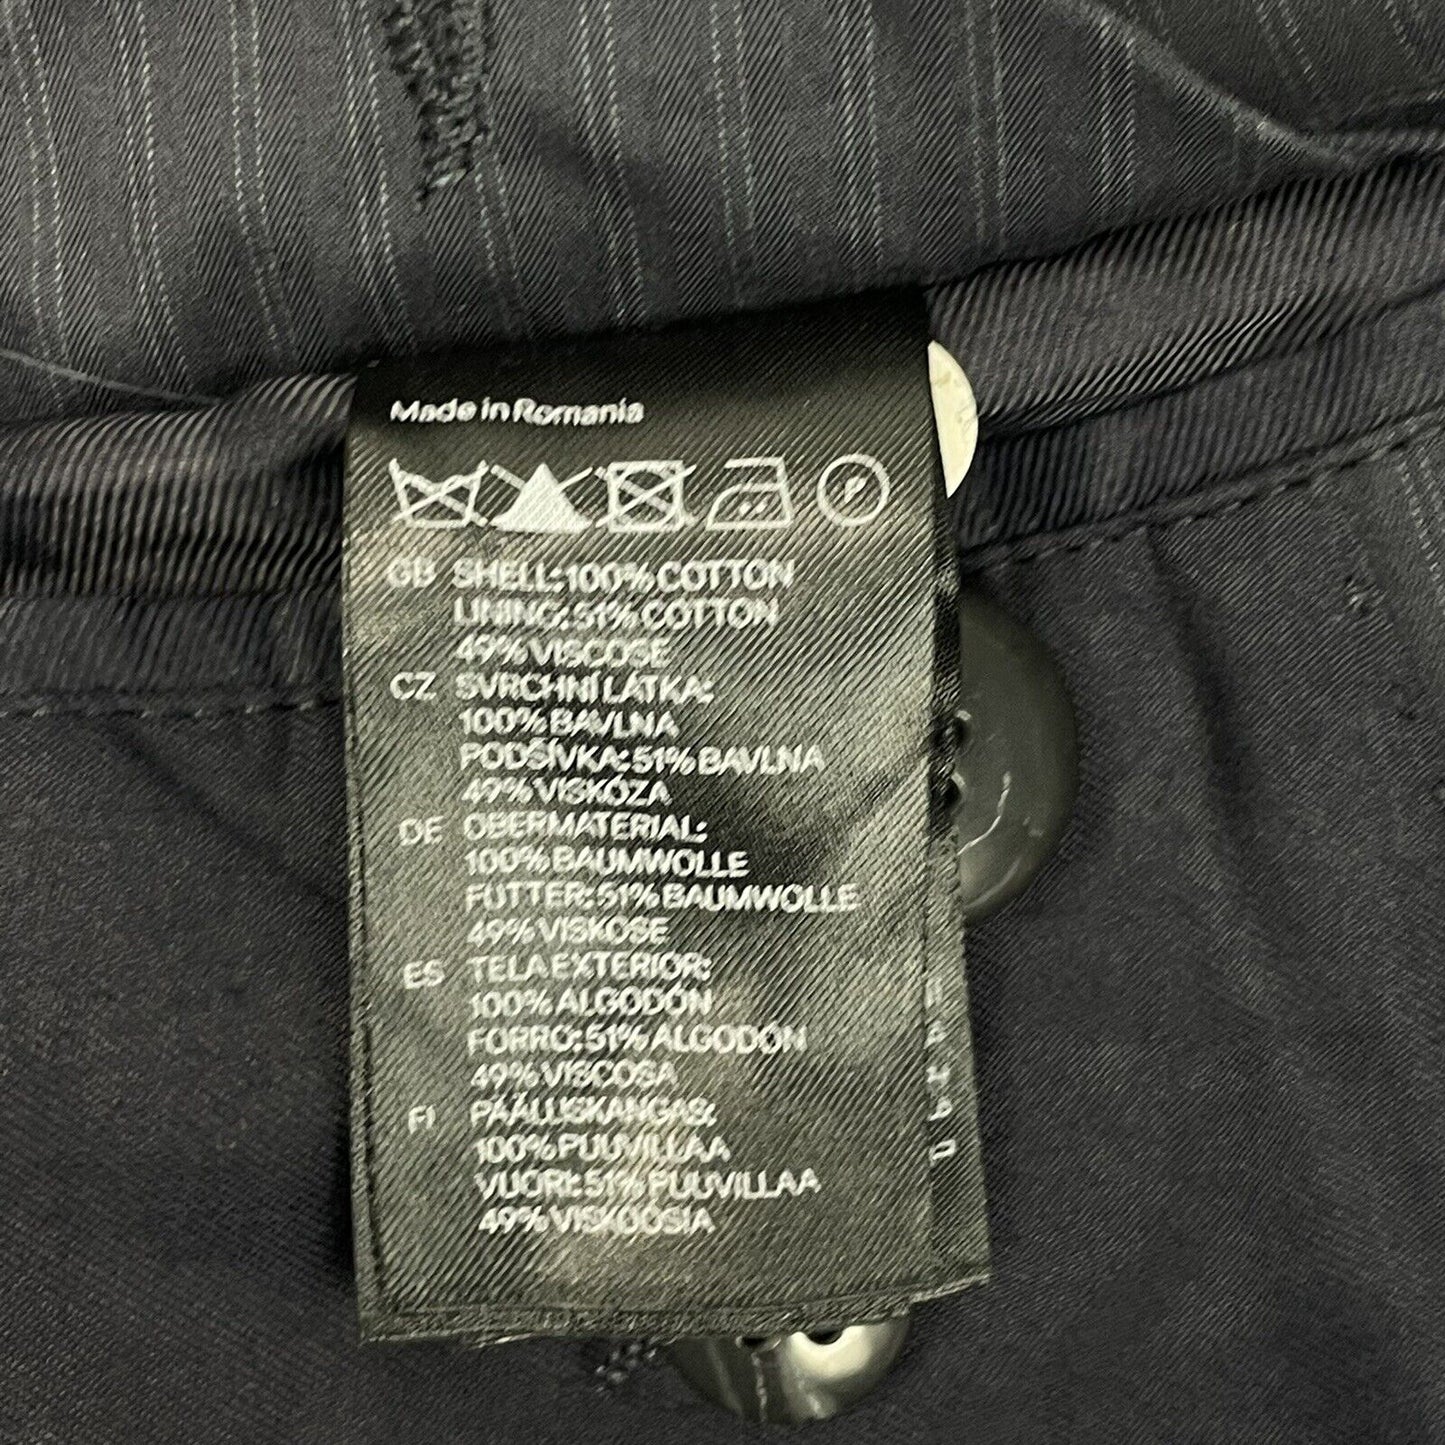 Made in Romania
P
GB SHELL: 100% COTTON
LINING: 51% COTTON
49% VISCOSE
CZ SVRCHNÍ LÁTKA:
100% BAVLNA
PODŠÍVKA: 51% BAVLNA
49% VISKÓZA
DE OBERMATERIAL:
100% BAUMWOLLE
FUTTER: 51% BAUMWOLLE
49% VISKOSE
ES TELA EXTERIOR:
100% ALGODÓN
FORRO: 51% ALGODÓN
49% VISCOSA
FI PÄÄLLISKANGAS:
100% PUUVILLAA
VUORI: 51% PUUVILLAA
49% VISKOOSIA